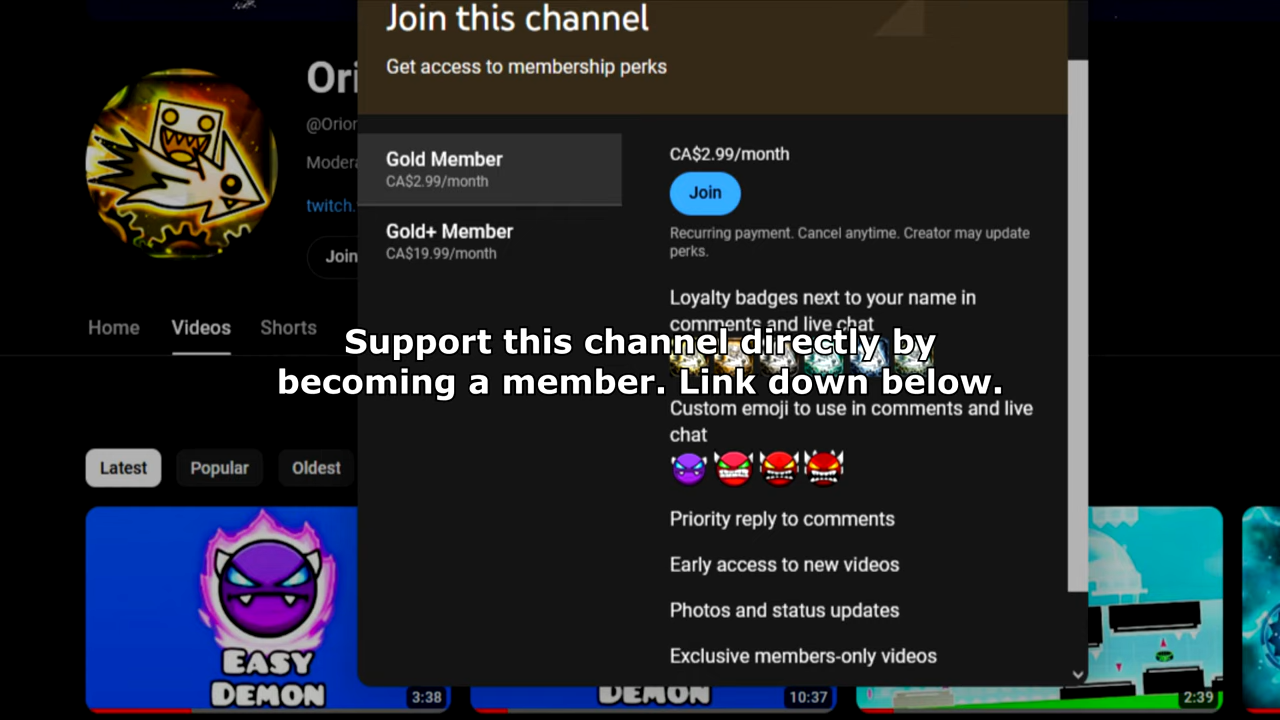 Join this channel
Get access to membership perks
Ori
@Orion
Modera
twitch.
Join
Gold Member
CA$2.99/month
Gold+ Member
CA$19.99/month
CA$2.99/month
Join
Recurring payment. Cancel anytime. Creator may update
perks.
Loyalty badges next to your name in
comments and live chat
Home
Videos
Shorts
Support this channel directly by
becoming a member. Link down below.
Custom emoji to use in comments and live
chat
Latest
Popular
Oldest
Priority reply to comments
Early access to new videos
Photos and status updates
Exclusive members-only videos
EASY
DEMON
3:38
DEMON
10:37
2:39